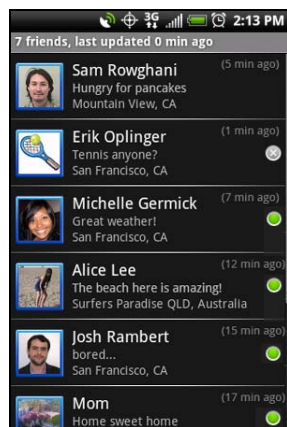 3G 2:13 PM
7 friends, last updated 0 min ago
Sam Rowghani (5 min ago)
Hungry for pancakes
Mountain View, CA
Erik Oplinger (1 min ago)
Tennis anyone?
San Francisco, CA
Michelle Germick (7 min ago)
Great weather!
San Francisco, CA
Alice Lee (12 min ago)
The beach here is amazing!
Surfers Paradise QLD, Australia
Josh Rambert (15 min ago)
bored...
San Francisco, CA
Mom (17 min ago)
Home sweet home